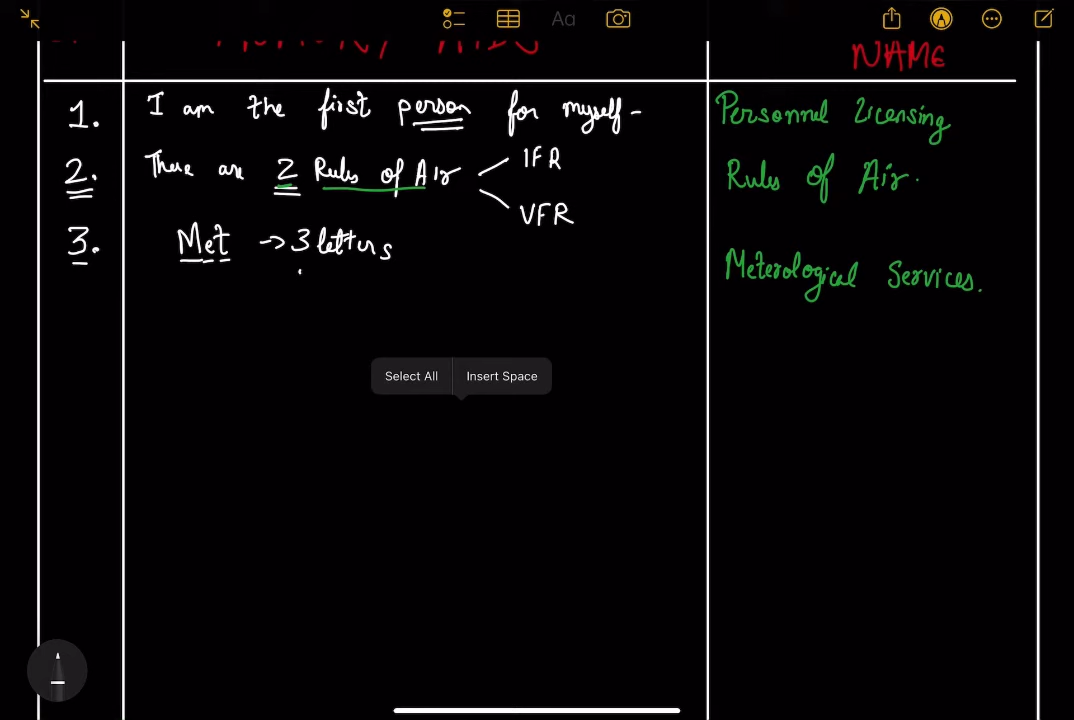 Aa
NAME
1. I am the first person for myself- Personnel Licensing
2. There are 2 Rules of Air IFR Rules of Air.
VFR
3. Met → 3 letters Meterological Services.
Select All Insert Space